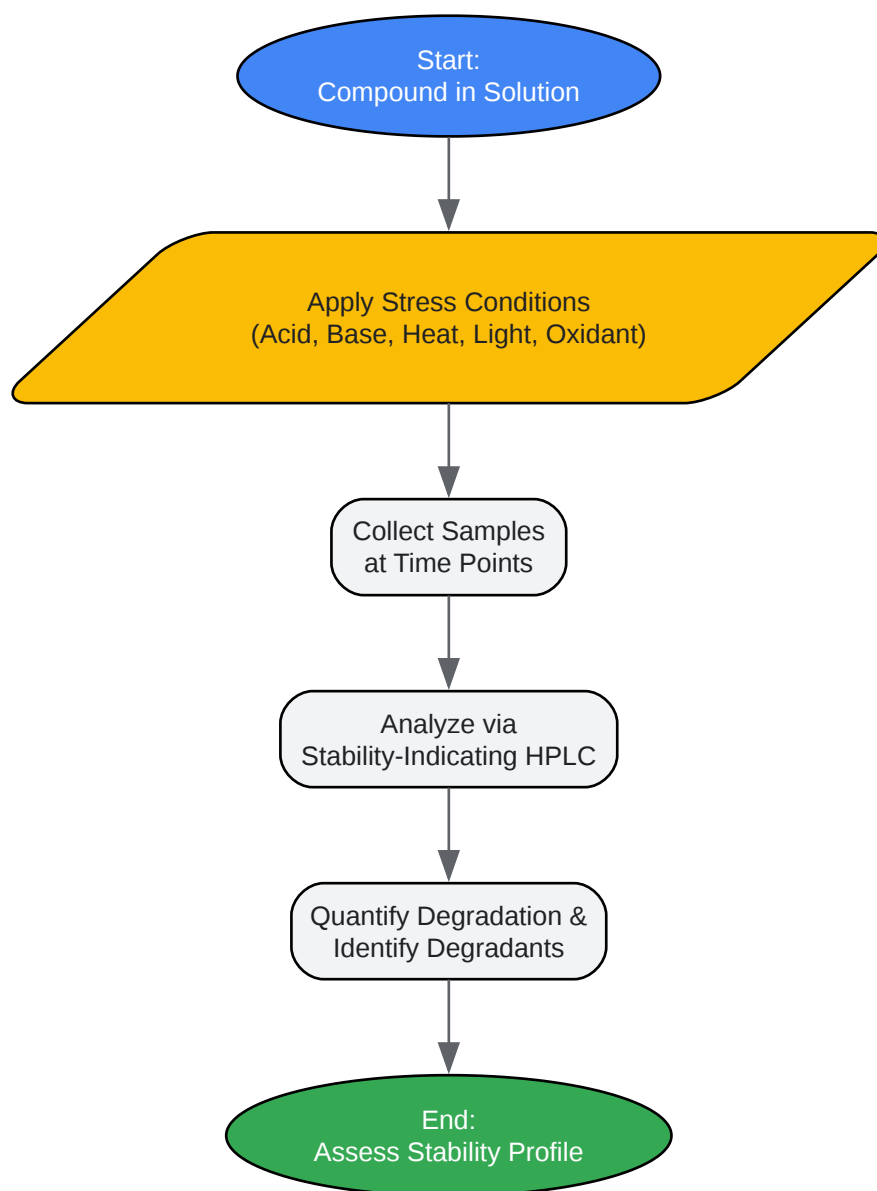 Start:
Compound in Solution
Apply Stress Conditions
(Acid, Base, Heat, Light, Oxidant)
Collect Samples
at Time Points
Analyze via
Stability-Indicating HPLC
Quantify Degradation &
Identify Degradants
End:
Assess Stability Profile